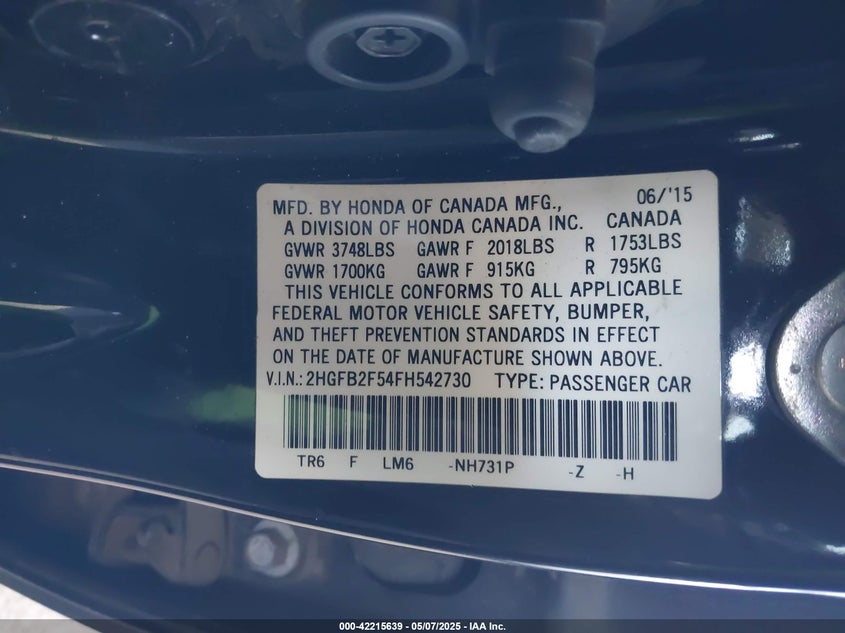 MFD. BY HONDA OF CANADA MFG., 06/'15
A DIVISION OF HONDA CANADA INC. CANADA
GVWR 3748LBS GAWR F 2018LBS R 1753LBS
GVWR 1700KG GAWR F 915KG R 795KG
THIS VEHICLE CONFORMS TO ALL APPLICABLE
FEDERAL MOTOR VEHICLE SAFETY, BUMPER,
AND THEFT PREVENTION STANDARDS IN EFFECT
ON THE DATE OF MANUFACTURE SHOWN ABOVE.
V.I.N.: 2HGFB2F54FH542730 TYPE: PASSENGER CAR
TR6 F LM6 -NH731P -Z -H
000-42215639 - 05/07/2025 - IAA Inc.